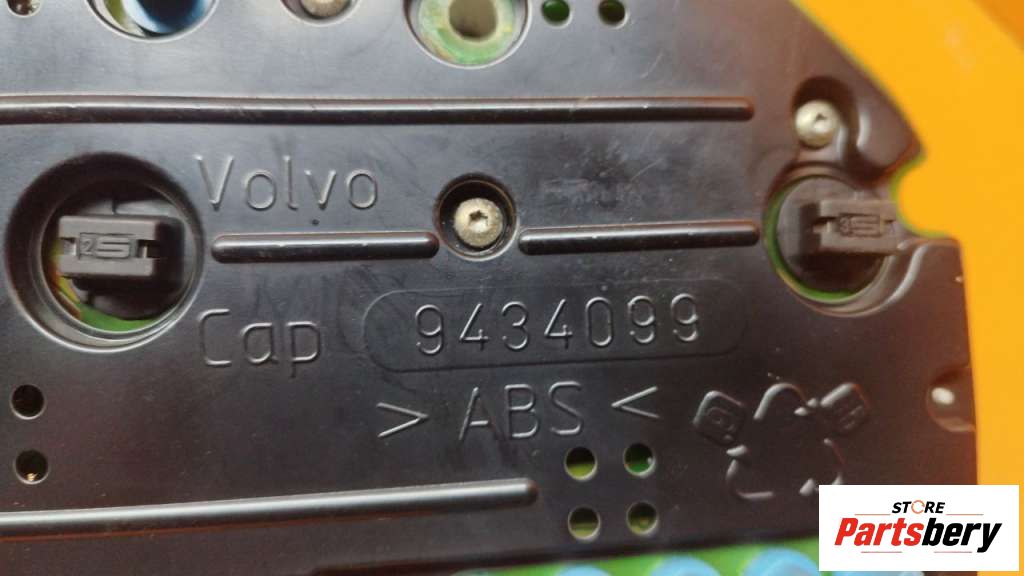 Volvo
Cap 9434099
> ABS <
STORE
Partsbery